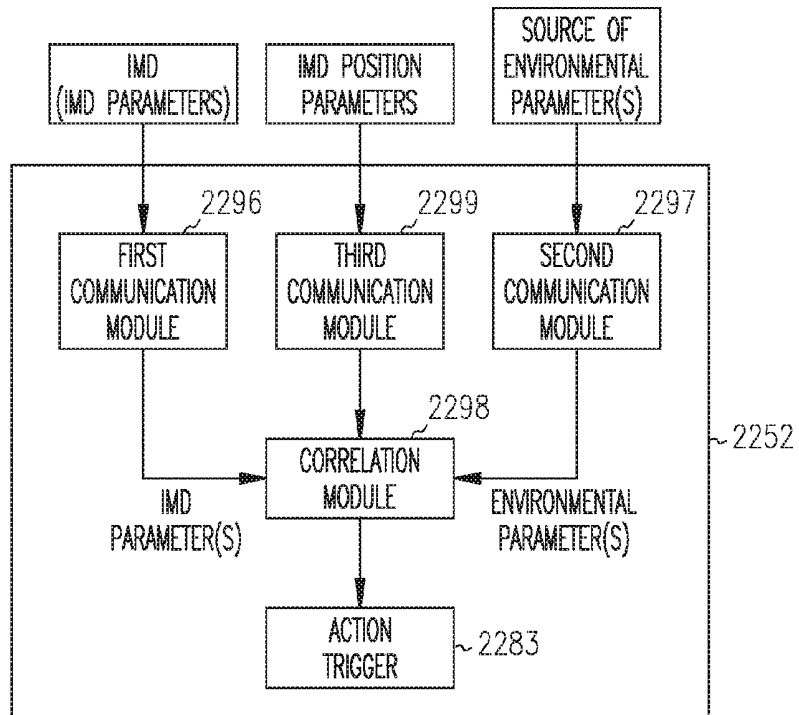 IMD
(IMD PARAMETERS)
IMD POSITION
PARAMETERS
SOURCE OF
ENVIRONMENTAL
PARAMETER(S)
2296
2299
2297
FIRST
COMMUNICATION
MODULE
THIRD
COMMUNICATION
MODULE
SECOND
COMMUNICATION
MODULE
2298
CORRELATION
MODULE
2252
IMD
PARAMETER(S)
ENVIRONMENTAL
PARAMETER(S)
ACTION
TRIGGER
2283